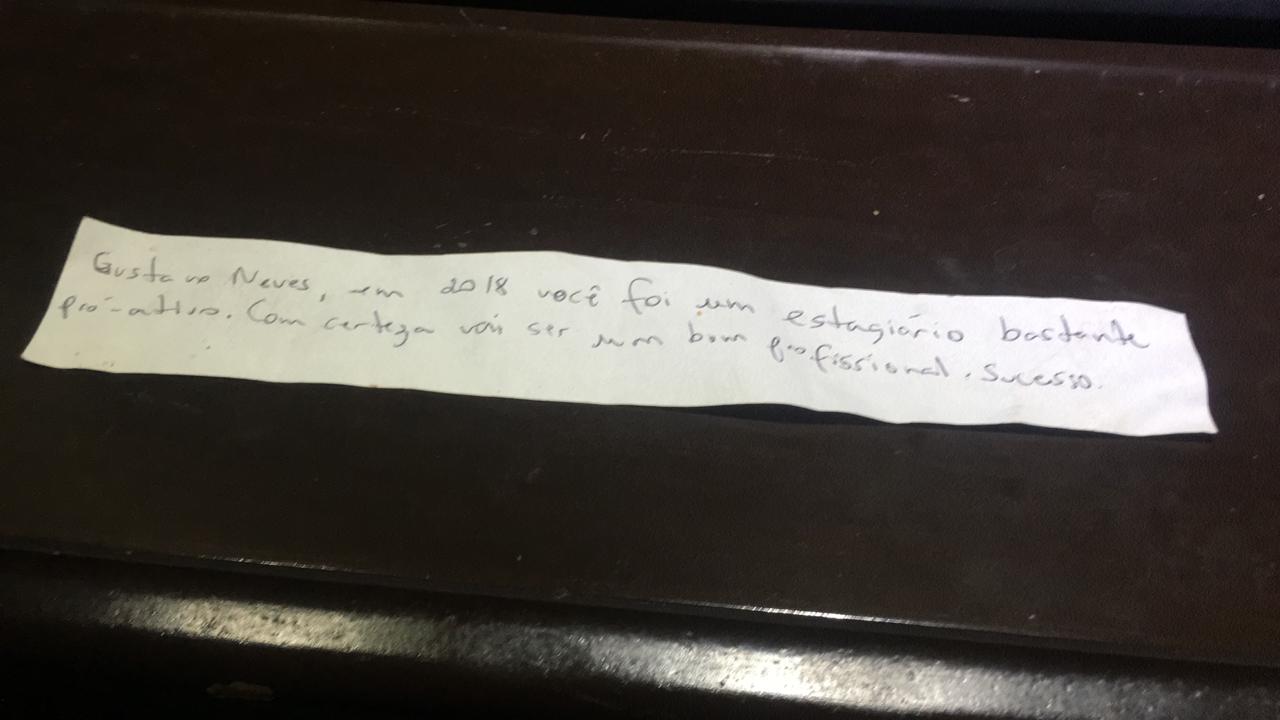 Gustavo Neves, em 2018 você foi um estagiário bastante
pró-ativo. Com certeza vai ser um bom profissional. Sucesso.